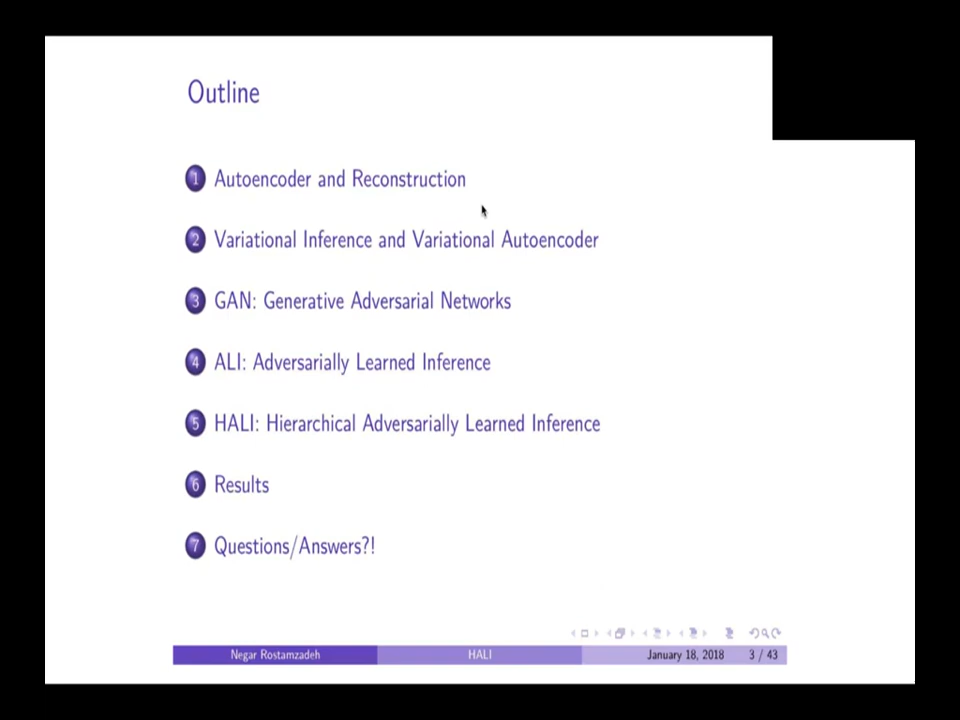 Outline
1 Autoencoder and Reconstruction
2 Variational Inference and Variational Autoencoder
3 GAN: Generative Adversarial Networks
4 ALI: Adversarially Learned Inference
5 HALI: Hierarchical Adversarially Learned Inference
6 Results
7 Questions/Answers?!
Negar Rostamzadeh HALI January 18, 2018 3 / 43